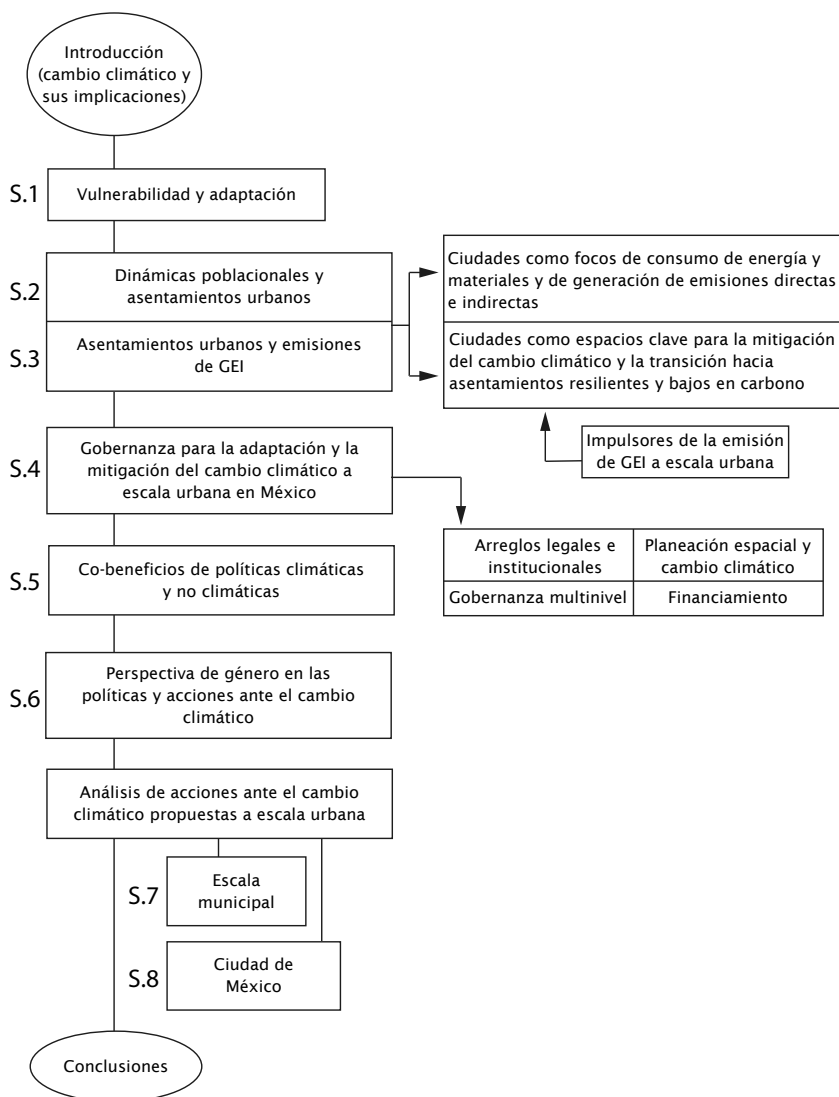 Introducción
(cambio climático y
sus implicaciones)
S.1
Vulnerabilidad y adaptación
S.2
Dinámicas poblacionales y
asentamientos urbanos
S.3
Asentamientos urbanos y emisiones
de GEI
Ciudades como focos de consumo de energía y
materiales y de generación de emisiones directas
e indirectas
Ciudades como espacios clave para la mitigación
del cambio climático y la transición hacia
asentamientos resilientes y bajos en carbono
Impulsores de la emisión
de GEI a escala urbana
S.4
Gobernanza para la adaptación y la
mitigación del cambio climático a
escala urbana en México
Arreglos legales e
institucionales
Planeación espacial y
cambio climático
Gobernanza multinivel
Financiamiento
S.5
Co-beneficios de políticas climáticas
y no climáticas
S.6
Perspectiva de género en las
políticas y acciones ante el cambio
climático
Análisis de acciones ante el cambio
climático propuestas a escala urbana
S.7
Escala
municipal
S.8
Ciudad de
México
Conclusiones